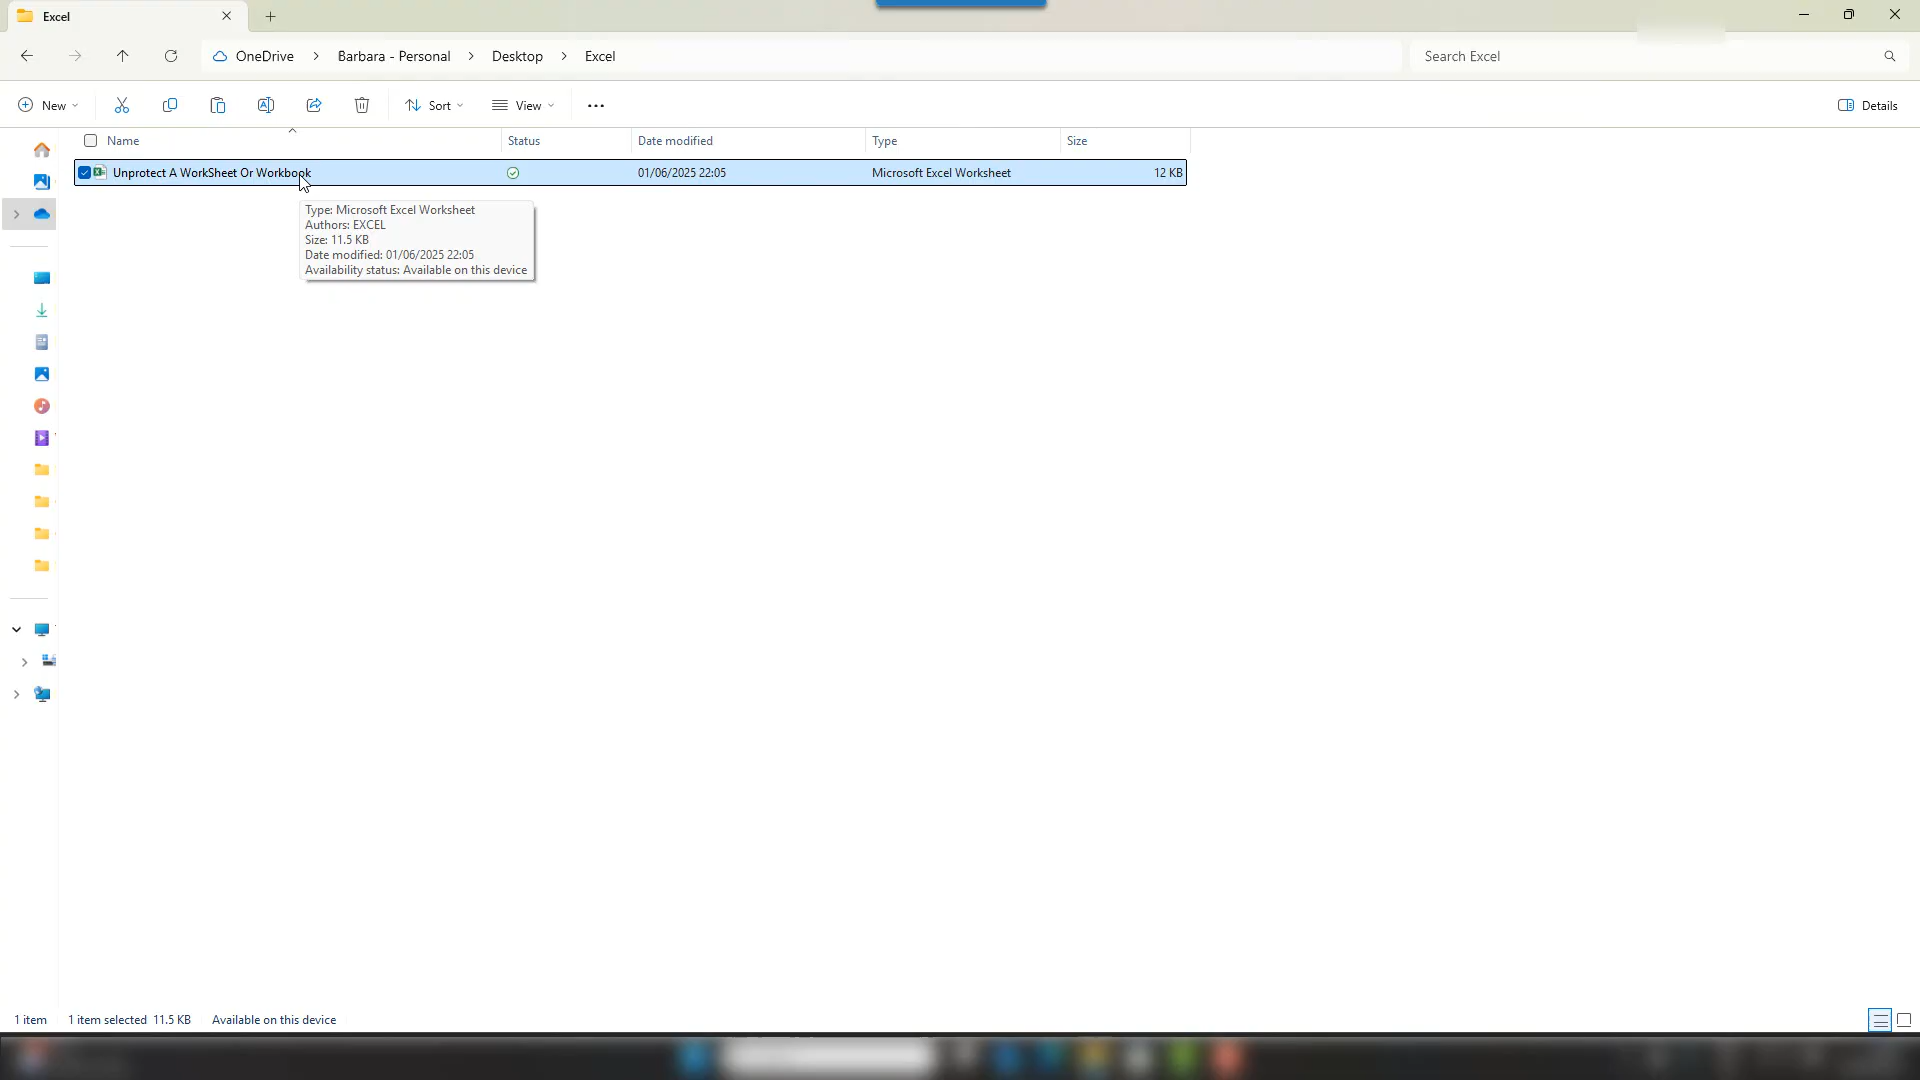 Excel
OneDrive > Barbara - Personal > Desktop > Excel
Search Excel
New
Sort
View
Details
Name
Status
Date modified
Type
Size
Unprotect A WorkSheet Or Workbook
01/06/2025 22:05
Microsoft Excel Worksheet
12 KB
Type: Microsoft Excel Worksheet
Authors: EXCEL
Size: 11.5 KB
Date modified: 01/06/2025 22:05
Availability status: Available on this device
1 item
1 item selected 11.5 KB
Available on this device